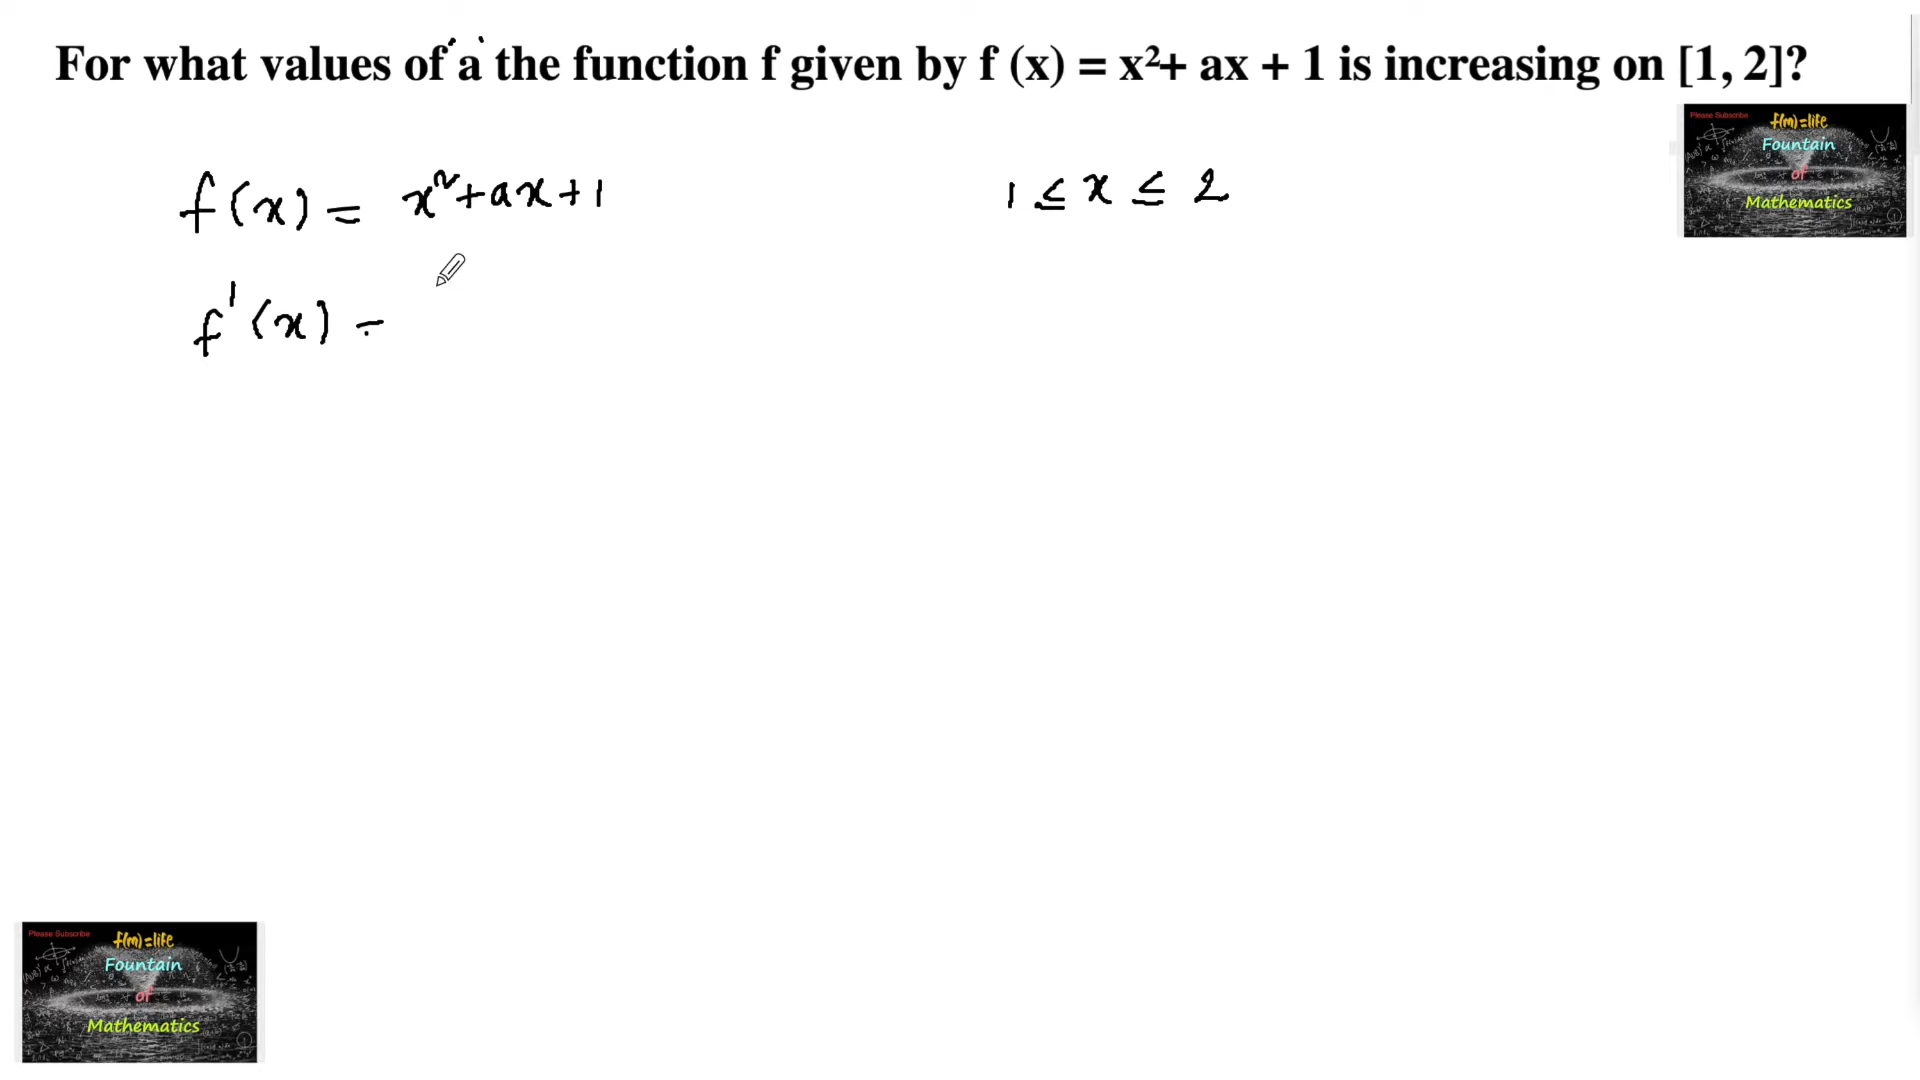 For what values of 'a' the function f given by f (x) = x²+ ax + 1 is increasing on [1, 2]?
f(x) = x²+ax+1
1 ≤ x ≤ 2
f'(x) =
Please Subscribe
f(m)=life
Fountain
of
Mathematics
Please Subscribe
f(m)=life
Fountain
of
Mathematics